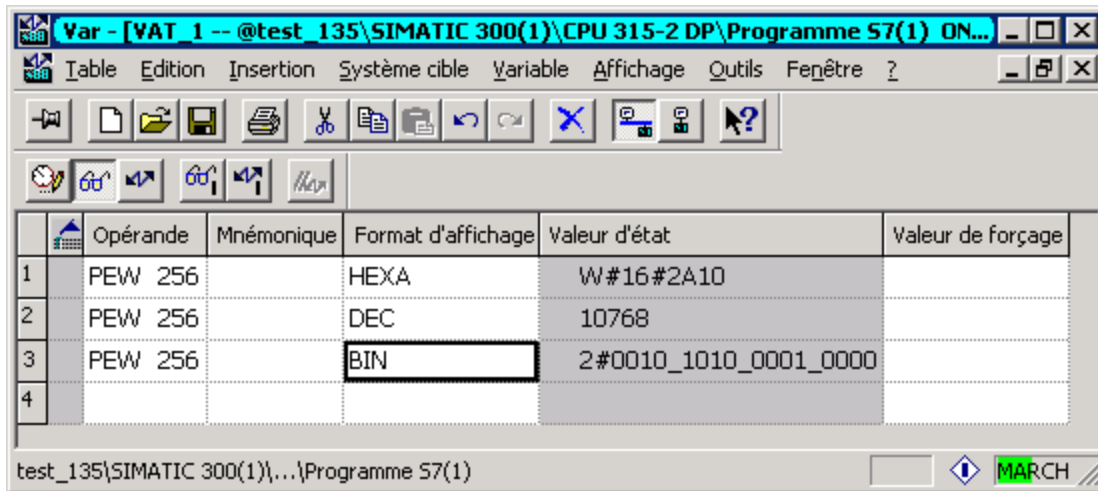 Var - [VAT_1 -- @test_135\SIMATIC 300(1)\CPU 315-2 DP\Programme S7(1) ON...]
Table Edition Insertion Système cible Variable Affichage Outils Fenêtre ?
Opérande Mnémonique Format d'affichage Valeur d'état Valeur de forçage
1 PEW 256 HEXA W#16#2A10
2 PEW 256 DEC 10768
3 PEW 256 BIN 2#0010_1010_0001_0000
4
test_135\SIMATIC 300(1)\...\Programme S7(1) MARCH